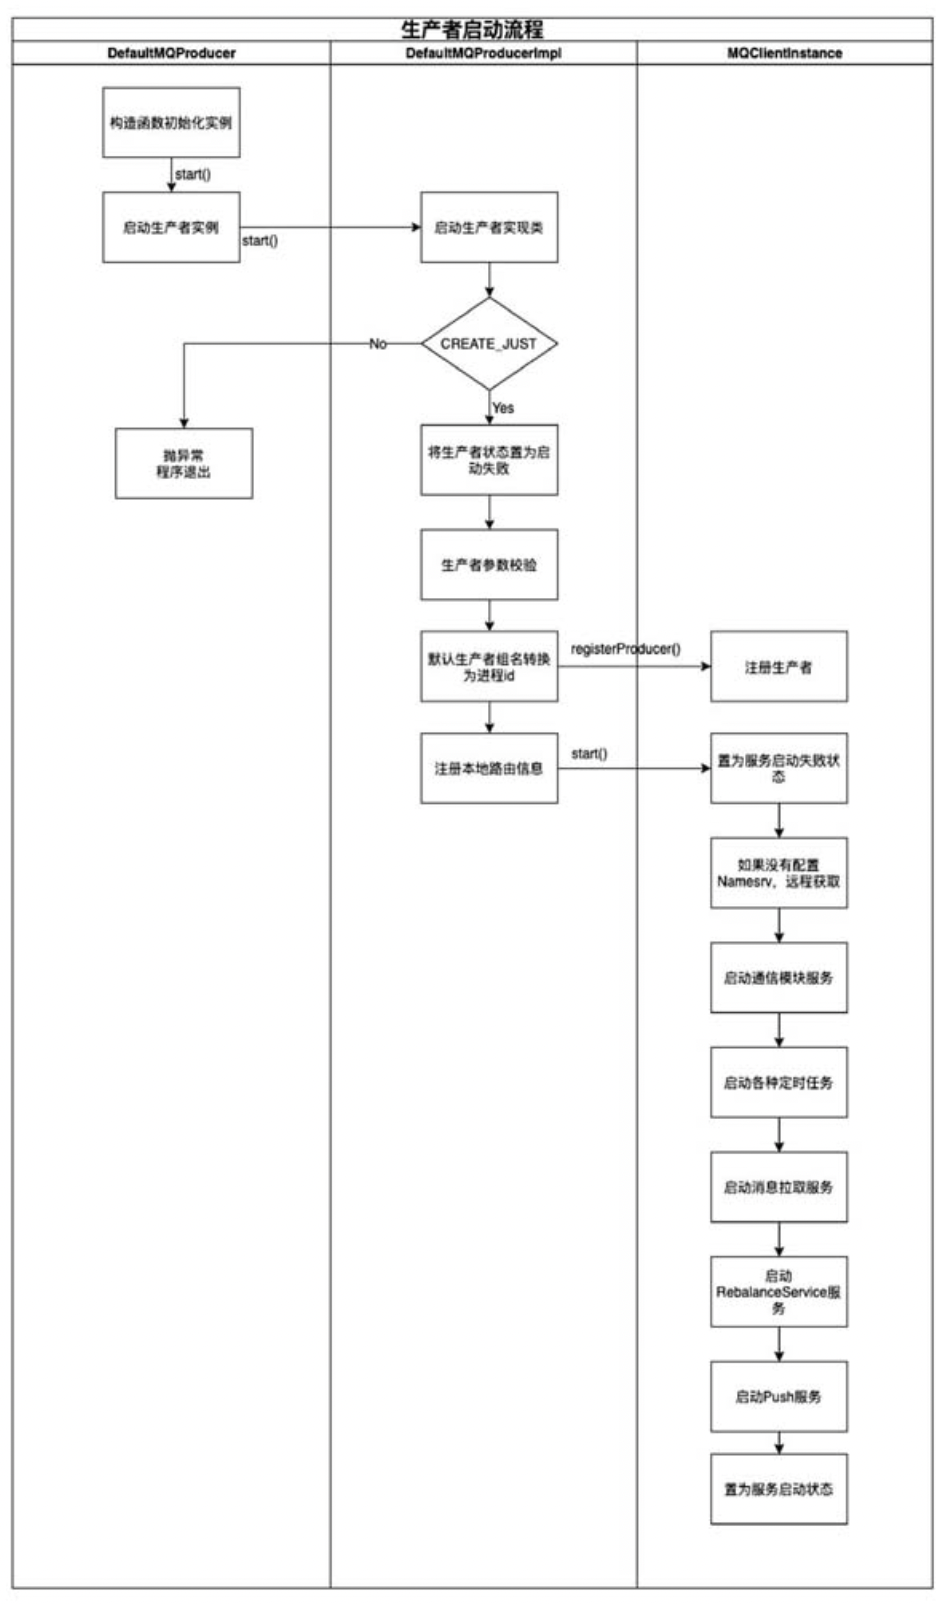 生产者启动流程
DefaultMQProducer
DefaultMQProducerImpl
MQClientInstance
构造函数初始化实例
start()
启动生产者实例
start()
启动生产者实现类
CREATE_JUST
No
Yes
抛异常
程序退出
将生产者状态置为启
动失败
生产者参数校验
默认生产者组名转换
为进程id
registerProducer()
注册生产者
注册本地路由信息
start()
置为服务启动失败状
态
如果没有配置
Namesrv，远程获取
启动通信模块服务
启动各种定时任务
启动消息拉取服务
启动
RebalanceService服
务
启动Push服务
置为服务启动状态